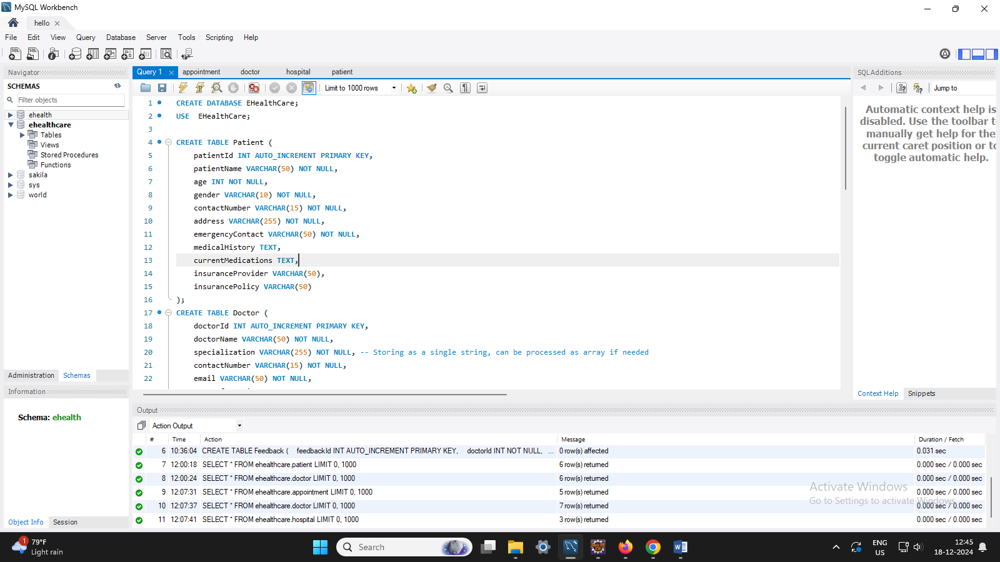 MySQL Workbench
hello
File Edit View Query Database Server Tools Scripting Help
Navigator
SCHEMAS
Filter objects
ehealth
ehealthcare
Tables
Views
Stored Procedures
Functions
sakila
sys
world
Administration Schemas
Information
Schema: ehealth
Object Info Session
Query 1 appointment doctor hospital patient
Limit to 1000 rows
1 CREATE DATABASE EHealthCare;
2 USE EHealthCare;
3
4 CREATE TABLE Patient (
5 patientId INT AUTO_INCREMENT PRIMARY KEY,
6 patientName VARCHAR(50) NOT NULL,
7 age INT NOT NULL,
8 gender VARCHAR(10) NOT NULL,
9 contactNumber VARCHAR(15) NOT NULL,
10 address VARCHAR(255) NOT NULL,
11 emergencyContact VARCHAR(50) NOT NULL,
12 medicalHistory TEXT,
13 currentMedications TEXT,
14 insuranceProvider VARCHAR(50),
15 insurancePolicy VARCHAR(50)
16 );
17 CREATE TABLE Doctor (
18 doctorId INT AUTO_INCREMENT PRIMARY KEY,
19 doctorName VARCHAR(50) NOT NULL,
20 specialization VARCHAR(255) NOT NULL, -- Storing as a single string, can be processed as array if needed
21 contactNumber VARCHAR(15) NOT NULL,
22 email VARCHAR(50) NOT NULL,
SQLAdditions
Jump to
Automatic context help is
disabled. Use the toolbar t
manually get help for the
current caret position or to
toggle automatic help.
Context Help Snippets
Output
Action Output
# Time Action Message Duration / Fetch
6 10:36:04 CREATE TABLE Feedback ( feedbackId INT AUTO_INCREMENT PRIMARY KEY, doctorId INT NOT NULL, ... 0 row(s) affected 0.031 sec
7 12:00:18 SELECT * FROM ehealthcare.patient LIMIT 0, 1000 6 row(s) returned 0.000 sec / 0.000 sec
8 12:00:24 SELECT * FROM ehealthcare.doctor LIMIT 0, 1000 6 row(s) returned 0.000 sec / 0.000 sec
9 12:07:31 SELECT * FROM ehealthcare.appointment LIMIT 0, 1000 5 row(s) returned 0.000 sec / 0.000 sec
10 12:07:37 SELECT * FROM ehealthcare.doctor LIMIT 0, 1000 7 row(s) returned 0.000 sec / 0.000 sec
11 12:07:41 SELECT * FROM ehealthcare.hospital LIMIT 0, 1000 3 row(s) returned 0.000 sec / 0.000 sec
Activate Windows
Go to Settings to activate Windows.
1
79°F
Light rain
Search
ENG
US
12:45
18-12-2024